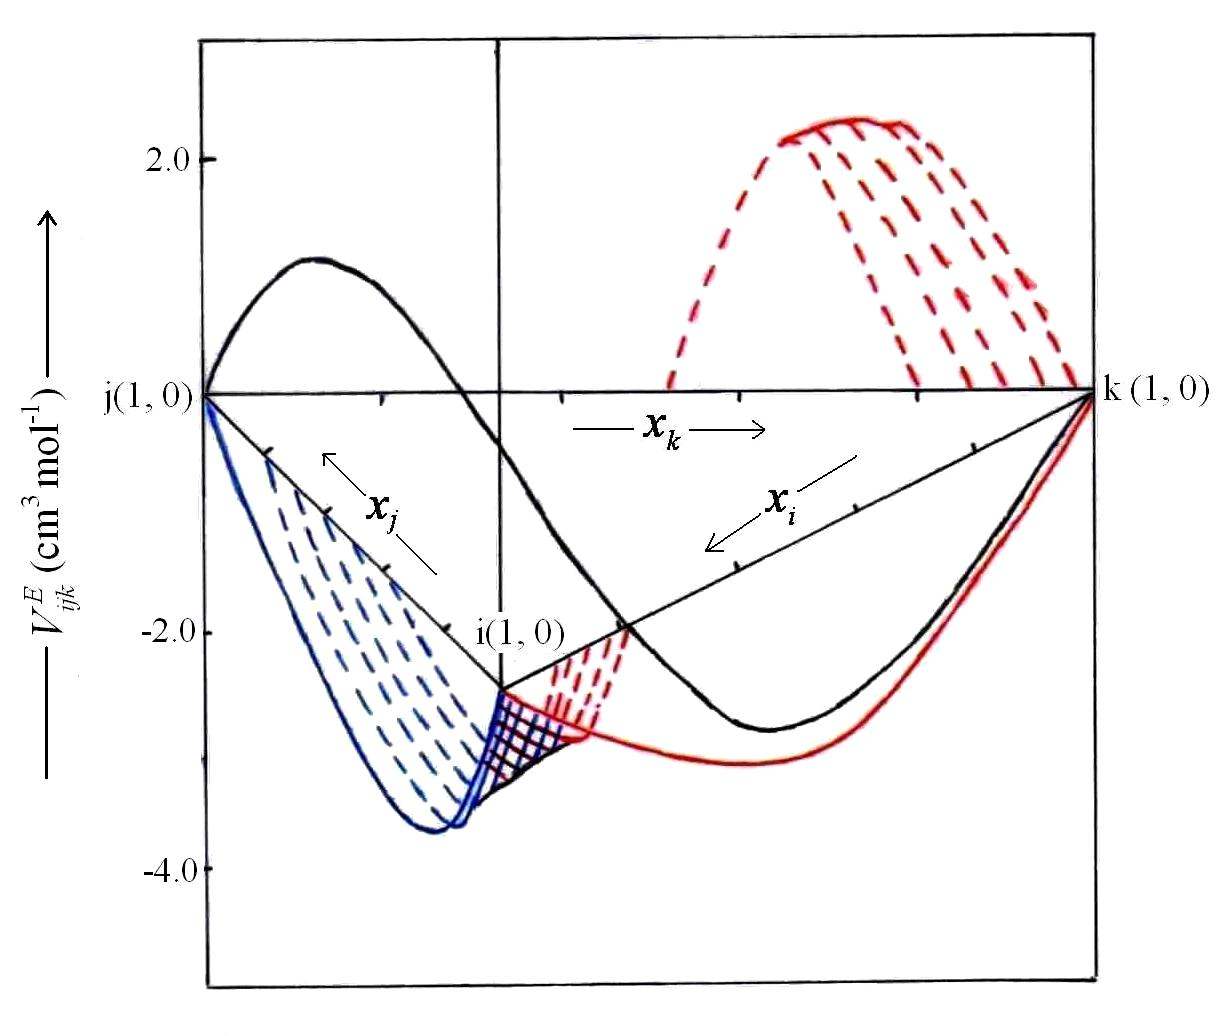 2.0
j(1, 0)
k (1, 0)
x_k
x_j
x_i
i(1, 0)
-2.0
-4.0
V^E_ijk (cm^3 mol^-1)